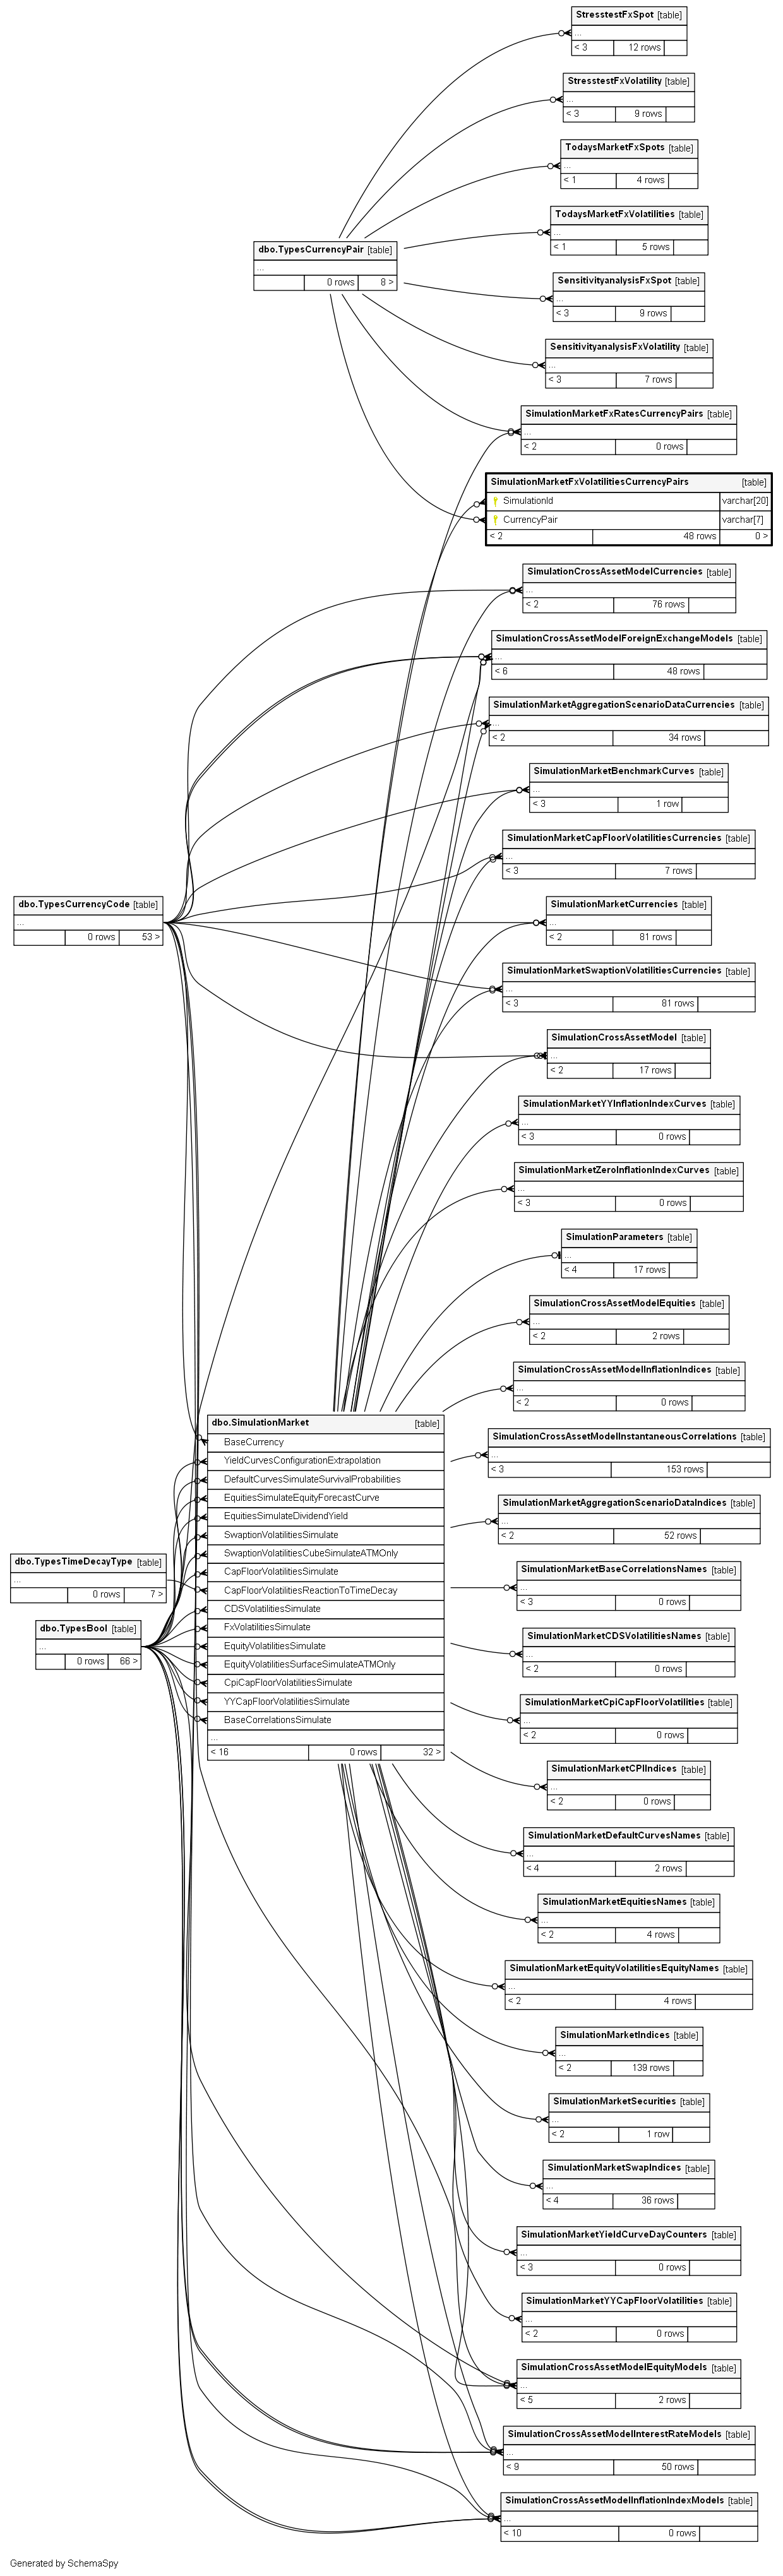 StresstestFxSpot [table]
...
< 3 12 rows
StresstestFxVolatility [table]
...
< 3 9 rows
TodaysMarketFxSpots [table]
...
< 1 4 rows
TodaysMarketFxVolatilities [table]
...
< 1 5 rows
dbo.TypesCurrencyPair [table]
...
0 rows 8 >
SensitivityanalysisFxSpot [table]
...
< 3 9 rows
SensitivityanalysisFxVolatility [table]
...
< 3 7 rows
SimulationMarketFxRatesCurrencyPairs [table]
...
< 2 0 rows
SimulationMarketFxVolatilitiesCurrencyPairs [table]
SimulationId varchar[20]
CurrencyPair varchar[7]
< 2 48 rows 0 >
SimulationCrossAssetModelCurrencies [table]
...
< 2 76 rows
SimulationCrossAssetModelForeignExchangeModels [table]
...
< 6 48 rows
SimulationMarketAggregationScenarioDataCurrencies [table]
...
< 2 34 rows
SimulationMarketBenchmarkCurves [table]
...
< 3 1 row
SimulationMarketCapFloorVolatilitiesCurrencies [table]
...
< 3 7 rows
dbo.TypesCurrencyCode [table]
...
0 rows 53 >
SimulationMarketCurrencies [table]
...
< 2 81 rows
SimulationMarketSwaptionVolatilitiesCurrencies [table]
...
< 3 81 rows
SimulationCrossAssetModel [table]
...
< 2 17 rows
SimulationMarketYYInflationIndexCurves [table]
...
< 3 0 rows
SimulationMarketZeroInflationIndexCurves [table]
...
< 3 0 rows
SimulationParameters [table]
...
< 4 17 rows
SimulationCrossAssetModelEquities [table]
...
< 2 2 rows
SimulationCrossAssetModelInflationIndices [table]
...
< 2 0 rows
dbo.SimulationMarket [table]
BaseCurrency
YieldCurvesConfigurationExtrapolation
DefaultCurvesSimulateSurvivalProbabilities
EquitiesSimulateEquityForecastCurve
EquitiesSimulateDividendYield
SwaptionVolatilitiesSimulate
SwaptionVolatilitiesCubeSimulateATMOnly
CapFloorVolatilitiesSimulate
CapFloorVolatilitiesReactionToTimeDecay
CDSVolatilitiesSimulate
FxVolatilitiesSimulate
EquityVolatilitiesSimulate
EquityVolatilitiesSurfaceSimulateATMOnly
CpiCapFloorVolatilitiesSimulate
YYCapFloorVolatilitiesSimulate
BaseCorrelationsSimulate
...
< 16 0 rows 32 >
dbo.TypesTimeDecayType [table]
...
0 rows 7 >
dbo.TypesBool [table]
...
0 rows 66 >
SimulationCrossAssetModelInstantaneousCorrelations [table]
...
< 3 153 rows
SimulationMarketAggregationScenarioDataIndices [table]
...
< 2 52 rows
SimulationMarketBaseCorrelationsNames [table]
...
< 3 0 rows
SimulationMarketCDSVolatilitiesNames [table]
...
< 2 0 rows
SimulationMarketCpiCapFloorVolatilities [table]
...
< 2 0 rows
SimulationMarketCPIIndices [table]
...
< 2 0 rows
SimulationMarketDefaultCurvesNames [table]
...
< 4 2 rows
SimulationMarketEquitiesNames [table]
...
< 2 4 rows
SimulationMarketEquityVolatilitiesEquityNames [table]
...
< 2 4 rows
SimulationMarketIndices [table]
...
< 2 139 rows
SimulationMarketSecurities [table]
...
< 2 1 row
SimulationMarketSwapIndices [table]
...
< 4 36 rows
SimulationMarketYieldCurveDayCounters [table]
...
< 3 0 rows
SimulationMarketYYCapFloorVolatilities [table]
...
< 2 0 rows
SimulationCrossAssetModelEquityModels [table]
...
< 5 2 rows
SimulationCrossAssetModelInterestRateModels [table]
...
< 9 50 rows
SimulationCrossAssetModelInflationIndexModels [table]
...
< 10 0 rows
Generated by SchemaSpy